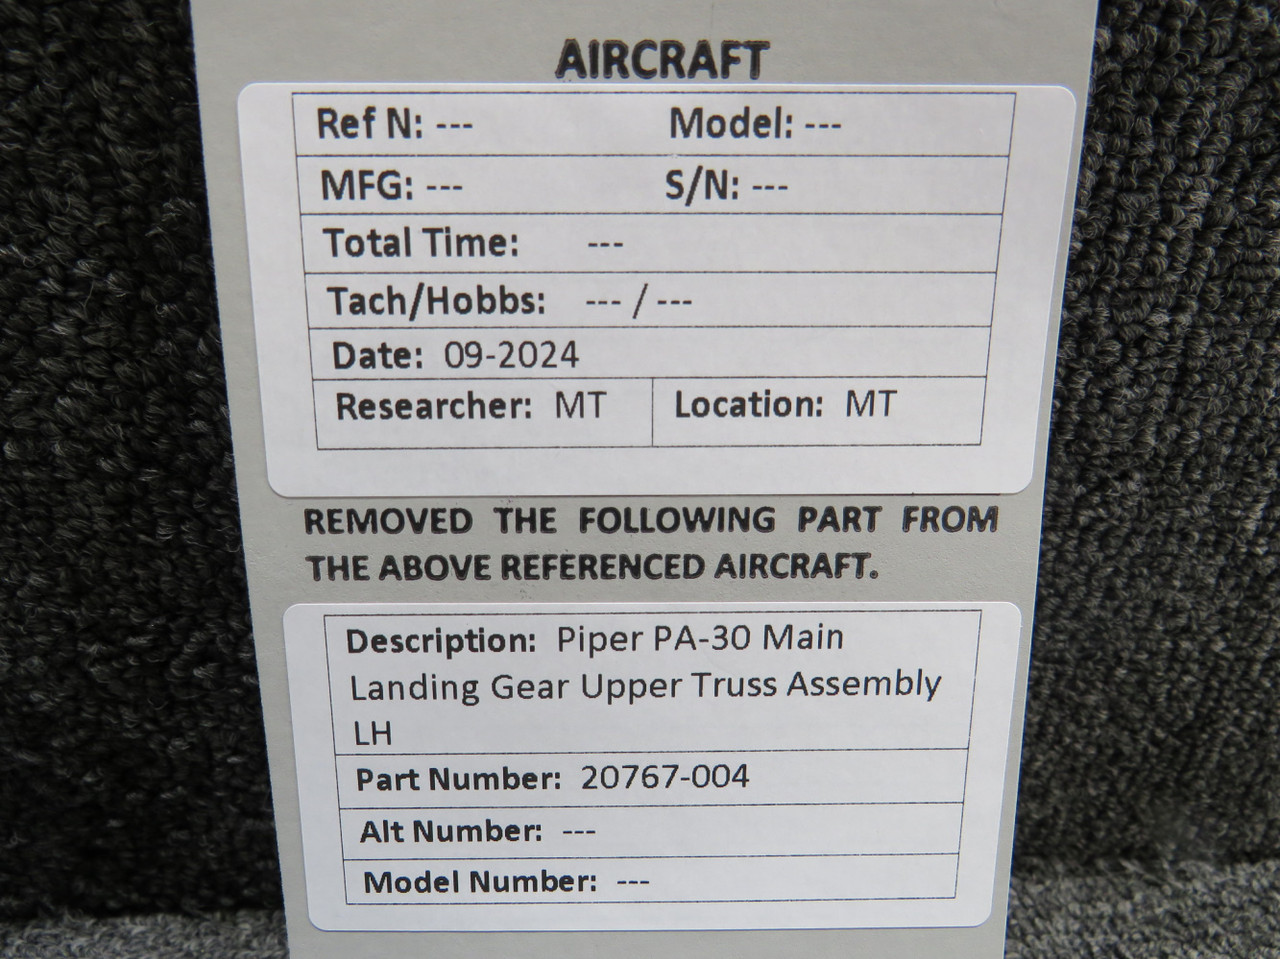 AIRCRAFT
Ref N: --- Model: ---
MFG: --- S/N: ---
Total Time: ---
Tach/Hobbs: --- / ---
Date: 09-2024
Researcher: MT Location: MT
REMOVED THE FOLLOWING PART FROM
THE ABOVE REFERENCED AIRCRAFT.
Description: Piper PA-30 Main
Landing Gear Upper Truss Assembly
LH
Part Number: 20767-004
Alt Number: ---
Model Number: ---